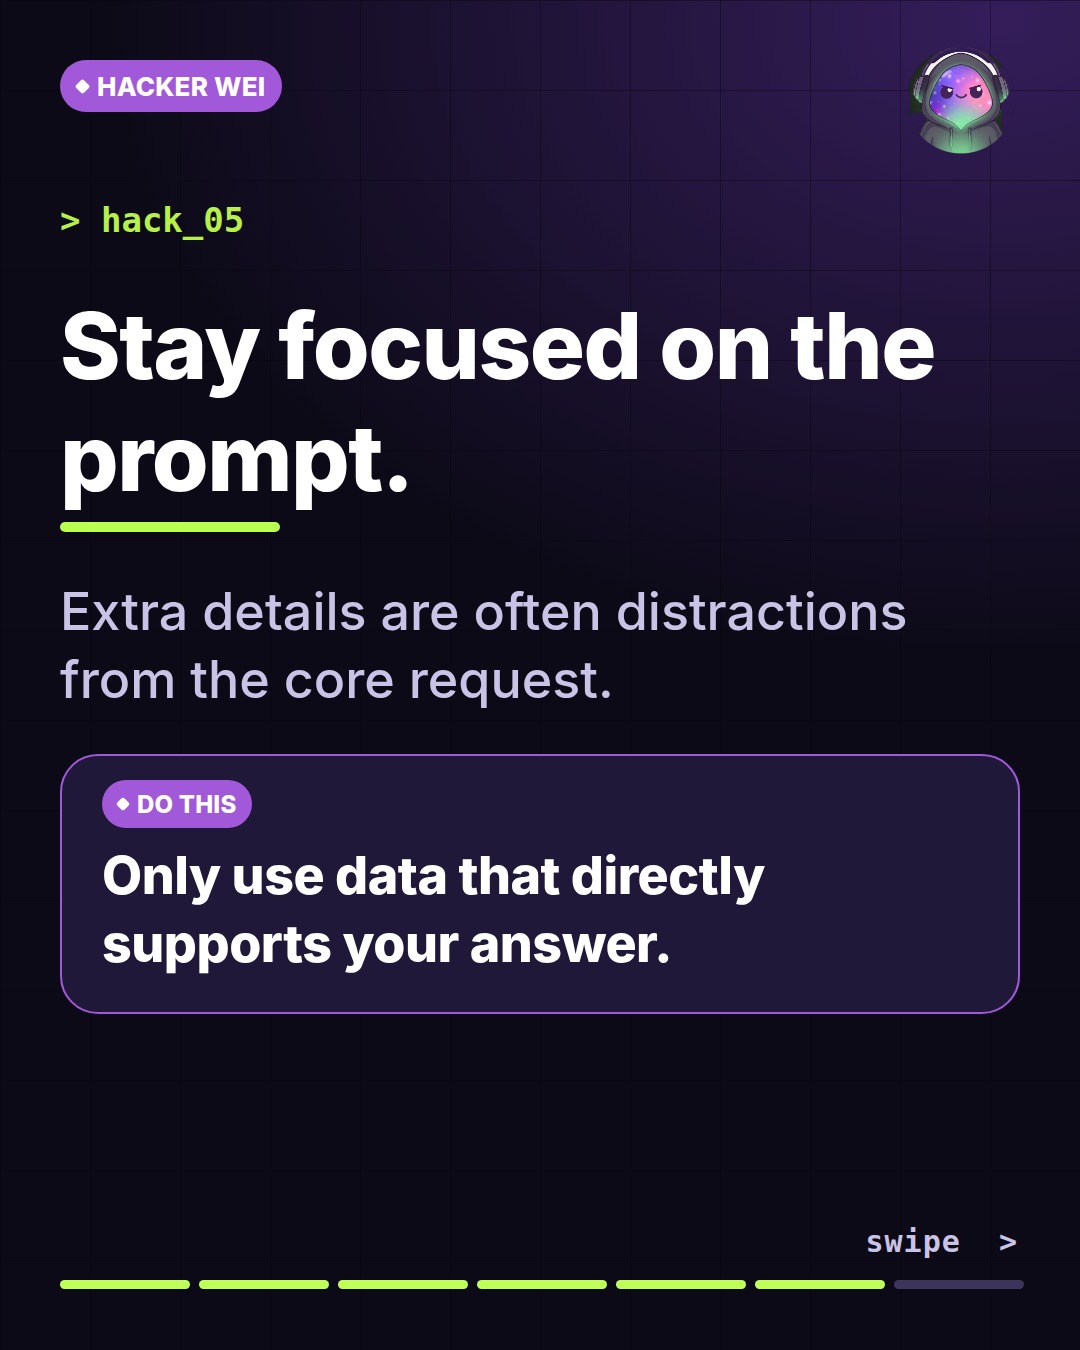 HACKER WEI
> hack_05
Stay focused on the
prompt.
Extra details are often distractions
from the core request.
DO THIS
Only use data that directly
supports your answer.
swipe >